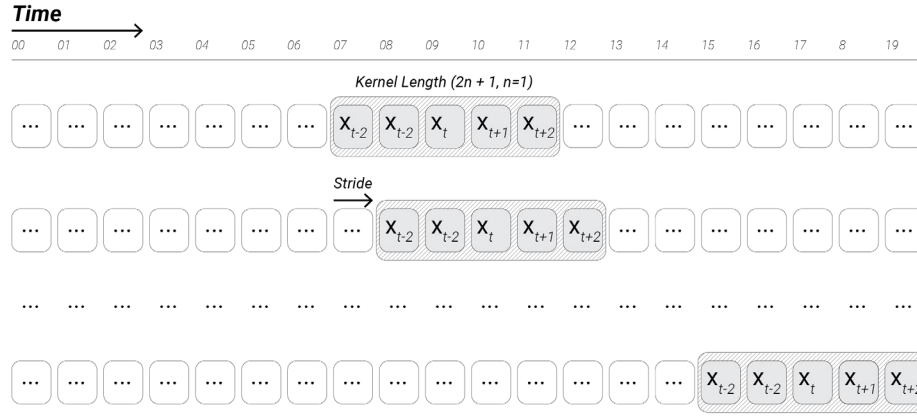 Time
00 01 02 03 04 05 06 07 08 09 10 11 12 13 14 15 16 17 8 19
Kernel Length (2n + 1, n=1)
... ... ... ... ... ... ... Xt-2 Xt-2 Xt Xt+1 Xt+2 ... ... ... ... ... ... ... ...
Stride
... ... ... ... ... ... ... ... Xt-2 Xt-2 Xt Xt+1 Xt+2 ... ... ... ... ... ... ...
... ... ... ... ... ... ... ... ... ... ... ... ... ... ... ... ... ... ... ...
... ... ... ... ... ... ... ... ... ... ... ... ... ... ... Xt-2 Xt-2 Xt Xt+1 Xt+2